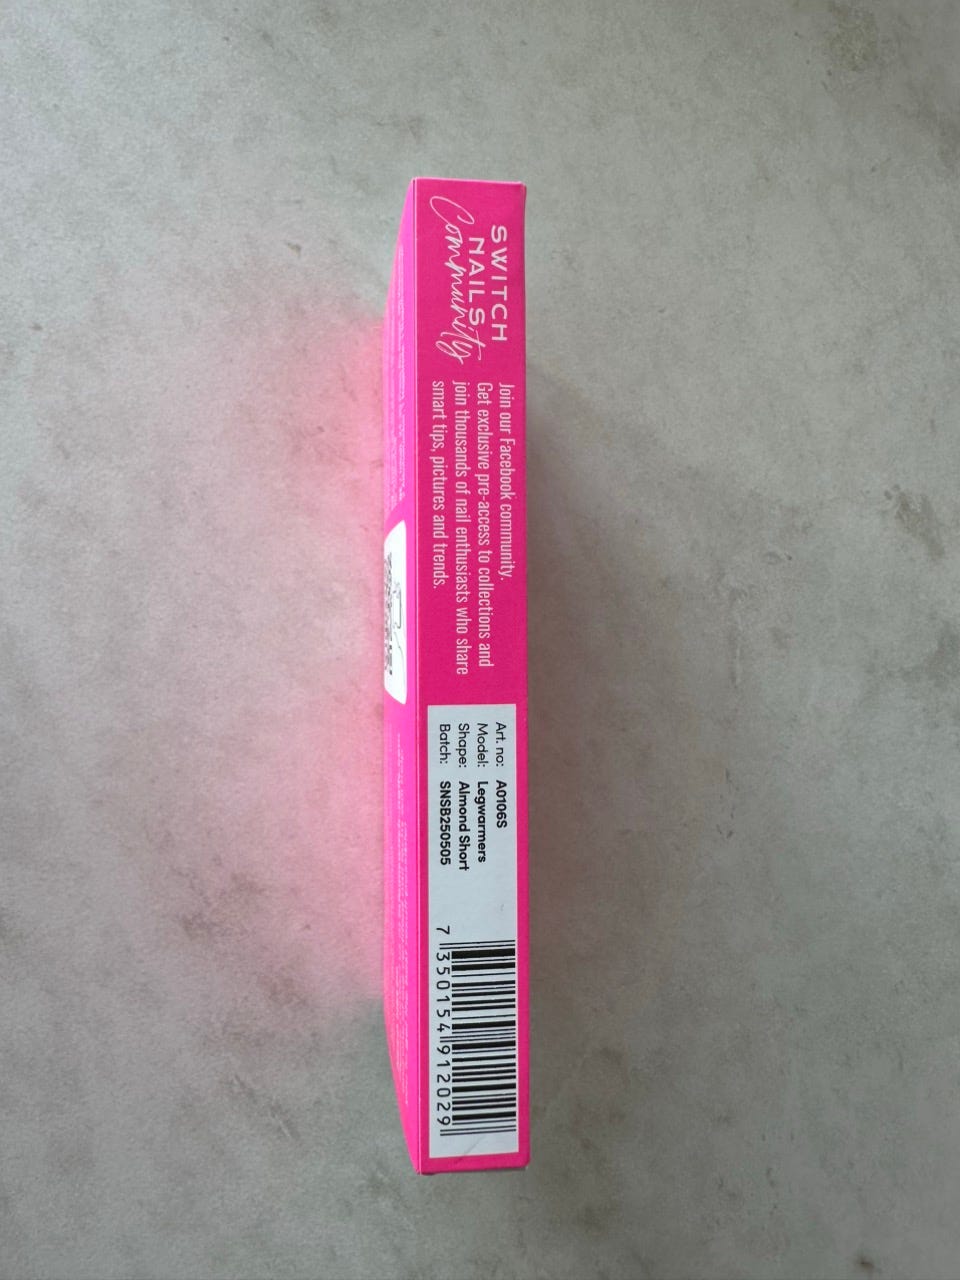 SWITCH
NAILS
Community
Join our Facebook community.
Get exclusive pre-access to collections and
join thousands of nail enthusiasts who share
smart tips, pictures and trends.
Art. no: A0106S
Model: Legwarmers
Shape: Almond Short
Batch: SNSB250505
7 350154 912029